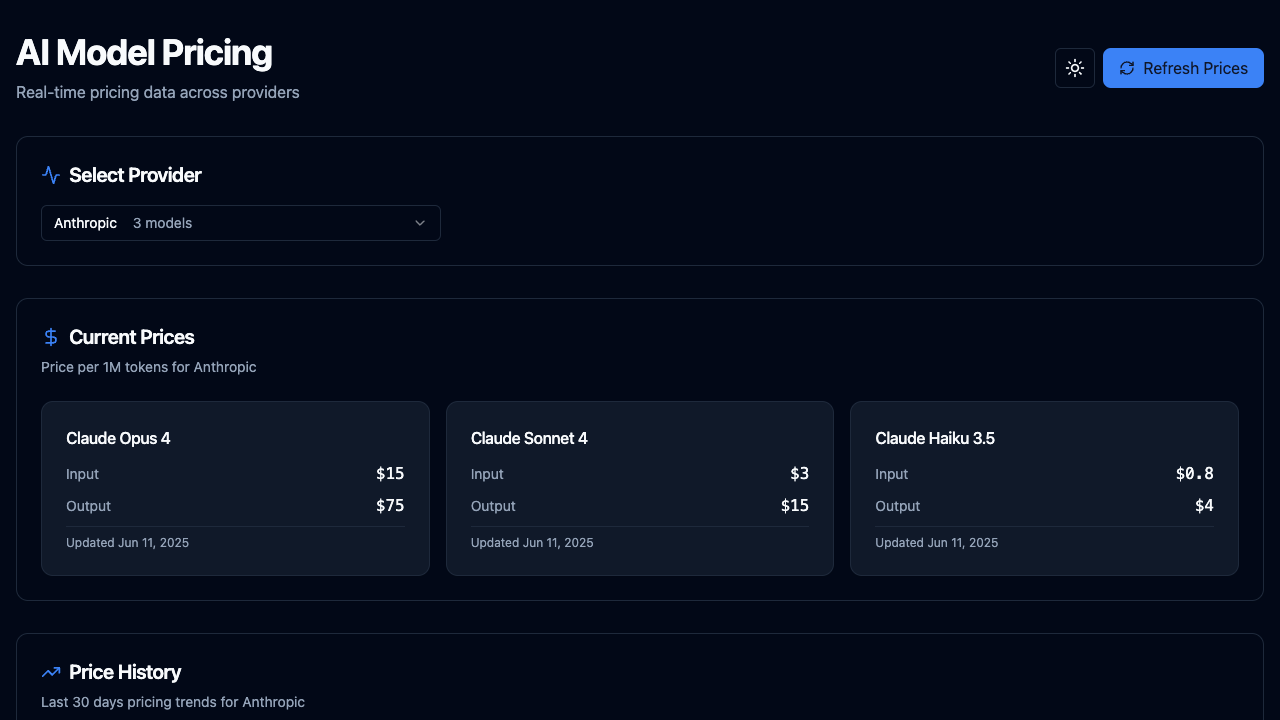 AI Model Pricing
Real-time pricing data across providers
Refresh Prices
Select Provider
Anthropic 3 models
Current Prices
Price per 1M tokens for Anthropic
Claude Opus 4
Input $15
Output $75
Updated Jun 11, 2025
Claude Sonnet 4
Input $3
Output $15
Updated Jun 11, 2025
Claude Haiku 3.5
Input $0.8
Output $4
Updated Jun 11, 2025
Price History
Last 30 days pricing trends for Anthropic